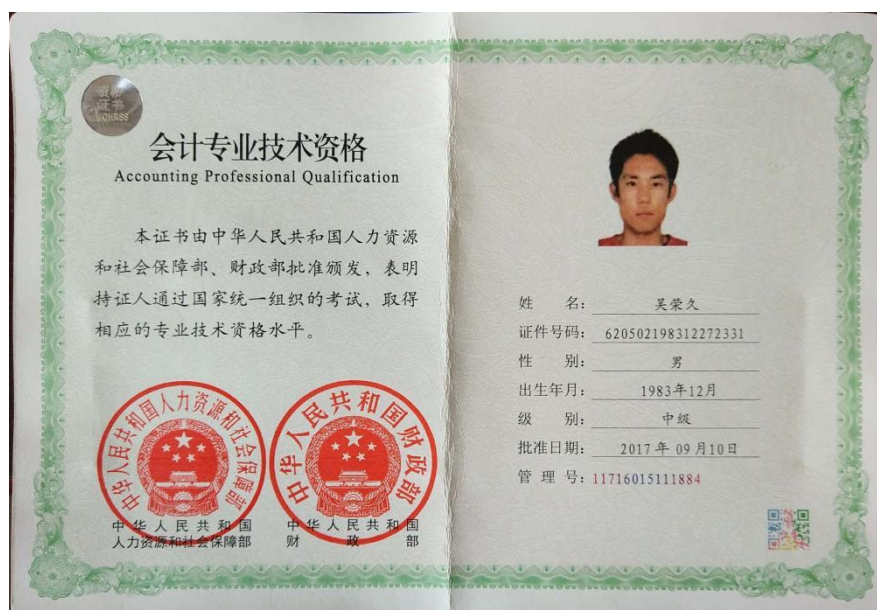 资格
证书
MOHRSS
会计专业技术资格
Accounting Professional Qualification
本证书由中华人民共和国人力资源
和社会保障部、财政部批准颁发，表明
持证人通过国家统一组织的考试，取得
相应的专业技术资格水平。
中华人民共和国人力资源和社会保障部
中华人民共和国财政部
中华人民共和国
人力资源和社会保障部
中华人民共和国
财政部
姓名：吴荣久
证件号码：620502198312272331
性别：男
出生年月：1983年12月
级别：中级
批准日期：2017年09月10日
管理号：11716015111884